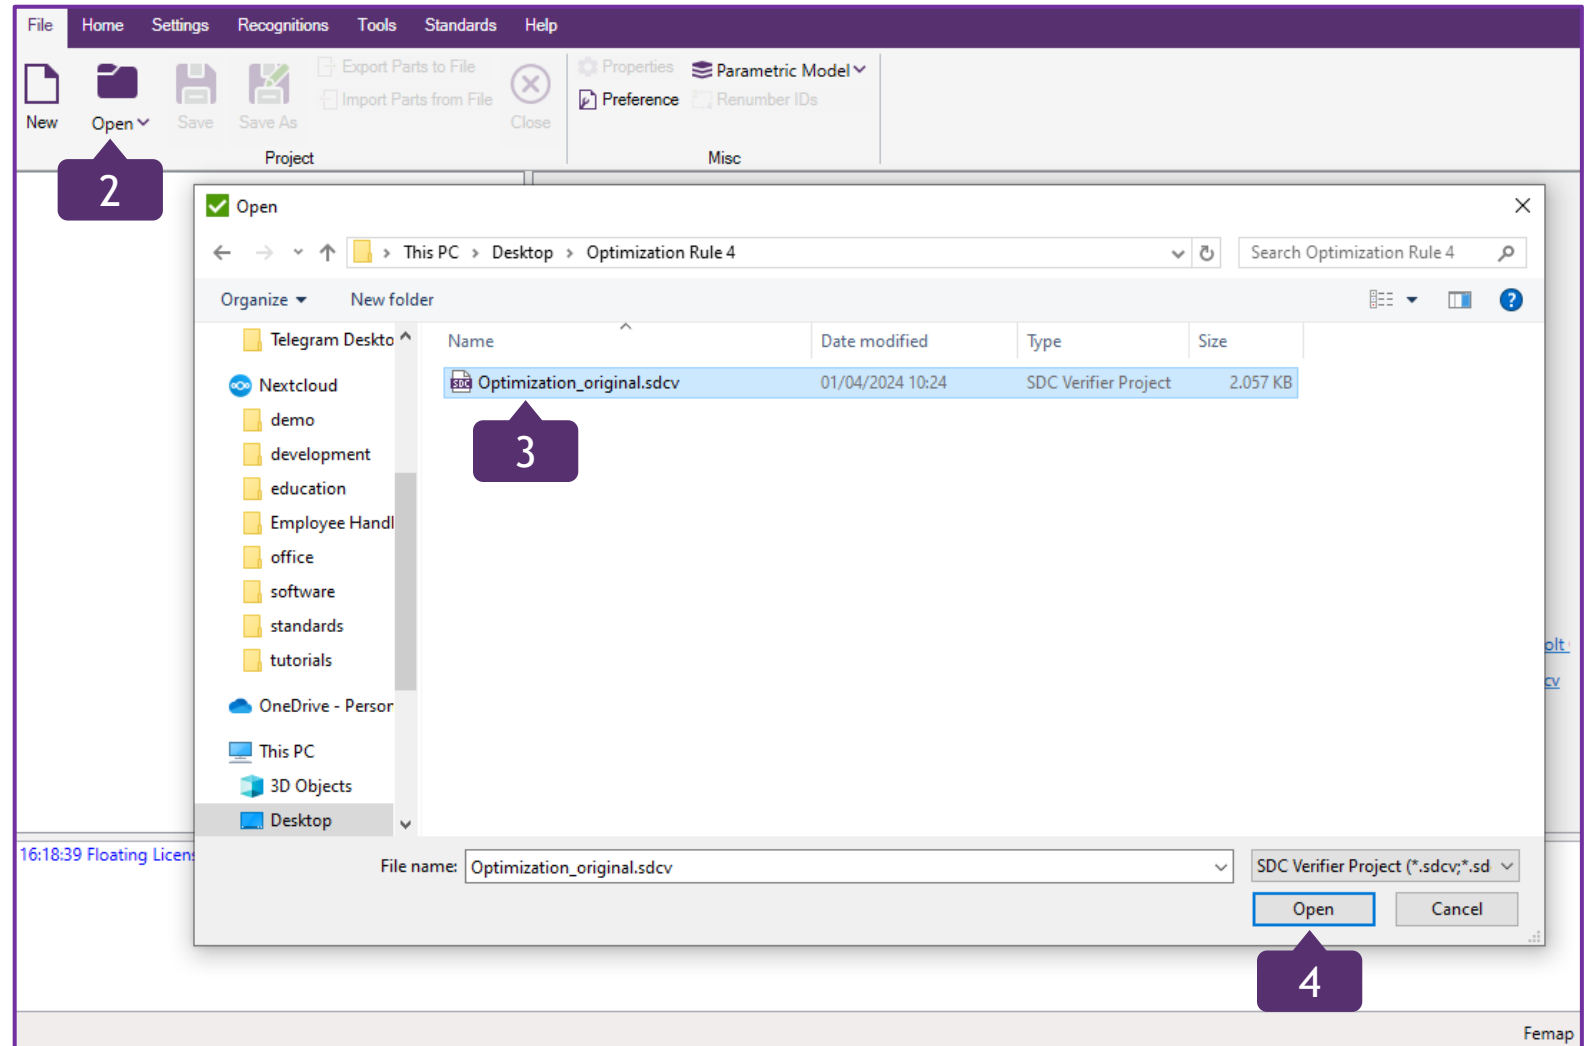 File Home Settings Recognitions Tools Standards Help
Export Parts to File
Properties Parametric Model
Import Parts from File
Preference Renumber IDs
New Open Save Save As Close
Project Misc
2
Open
This PC > Desktop > Optimization Rule 4
Search Optimization Rule 4
Organize New folder
Telegram Deskto
Name Date modified Type Size
Nextcloud
Optimization_original.sdcv 01/04/2024 10:24 SDC Verifier Project 2.057 KB
demo
3
development
education
Employee Handl
office
software
standards
tutorials
olt
cv
OneDrive - Person
This PC
3D Objects
Desktop
16:18:39 Floating Licens
File name: Optimization_original.sdcv SDC Verifier Project (*.sdcv;*.sd
Open Cancel
4
Femap